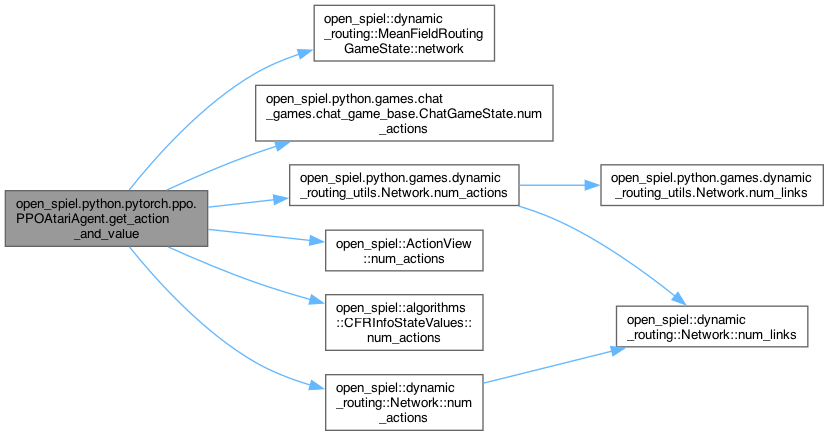 open_spiel.python.pytorch.ppo.
PPOAtariAgent.get_action
_and_value
open_spiel::dynamic
_routing::MeanFieldRouting
GameState::network
open_spiel.python.games.chat
_games.chat_game_base.ChatGameState.num
_actions
open_spiel.python.games.dynamic
_routing_utils.Network.num_actions
open_spiel::ActionView
::num_actions
open_spiel::algorithms
::CFRInfoStateValues::
num_actions
open_spiel::dynamic
_routing::Network::num
_actions
open_spiel.python.games.dynamic
_routing_utils.Network.num_links
open_spiel::dynamic
_routing::Network::num_links